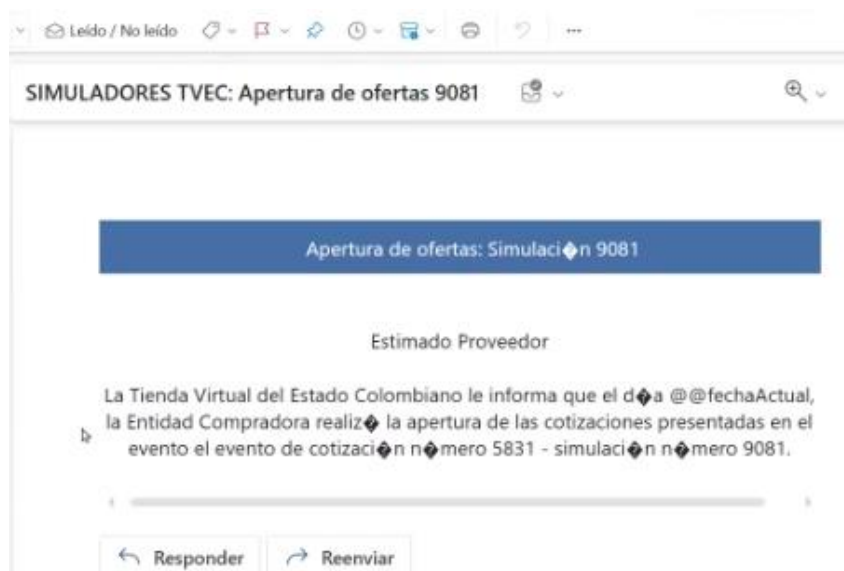 Leído / No leído
SIMULADORES TVEC: Apertura de ofertas 9081
Apertura de ofertas: Simulaci�n 9081
Estimado Proveedor
La Tienda Virtual del Estado Colombiano le informa que el d�a @@fechaActual,
la Entidad Compradora realiz� la apertura de las cotizaciones presentadas en el
evento el evento de cotizaci�n n�mero 5831 - simulaci�n n�mero 9081.
Responder Reenviar